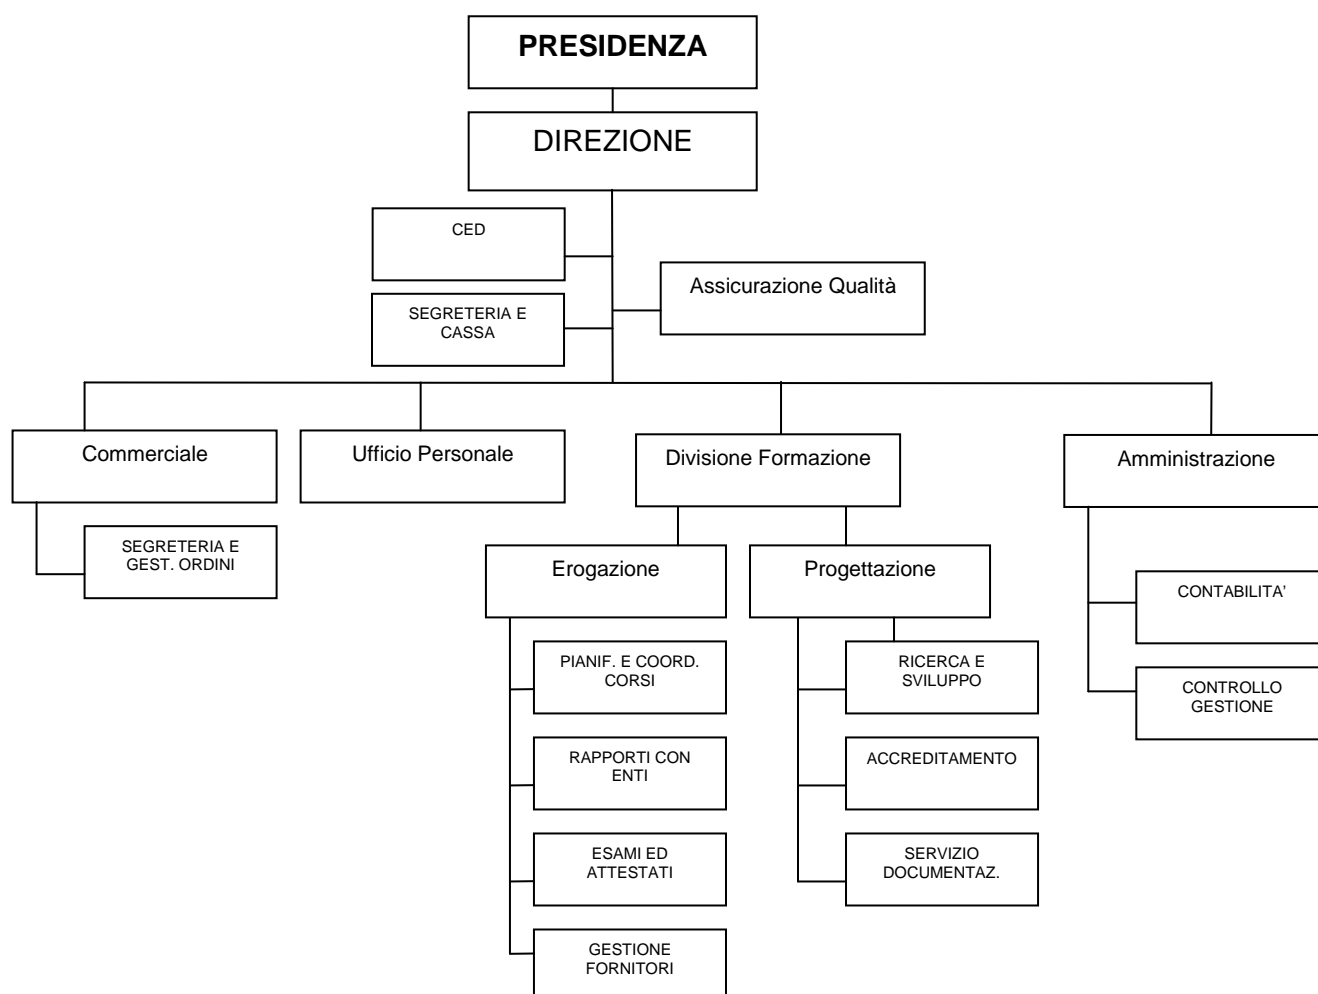 PRESIDENZA
DIREZIONE
CED
Assicurazione Qualità
SEGRETERIA E
CASSA
Commerciale
Ufficio Personale
Divisione Formazione
Amministrazione
SEGRETERIA E
GEST. ORDINI
Erogazione
Progettazione
CONTABILITA’
PIANIF. E COORD.
CORSI
RICERCA E
SVILUPPO
CONTROLLO
GESTIONE
RAPPORTI CON
ENTI
ACCREDITAMENTO
ESAMI ED
ATTESTATI
SERVIZIO
DOCUMENTAZ.
GESTIONE
FORNITORI